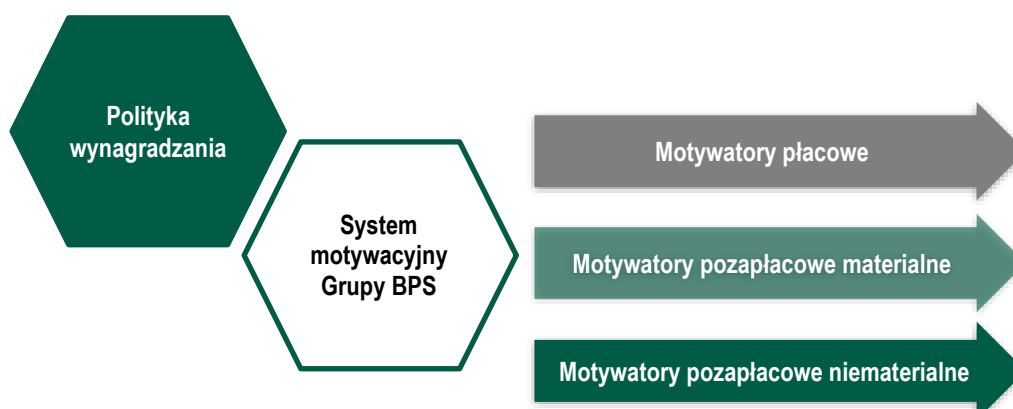 Polityka
wynagradzania
System
motywacyjny
Grupy BPS
Motywatory płacowe
Motywatory pozapłacowe materialne
Motywatory pozapłacowe niematerialne